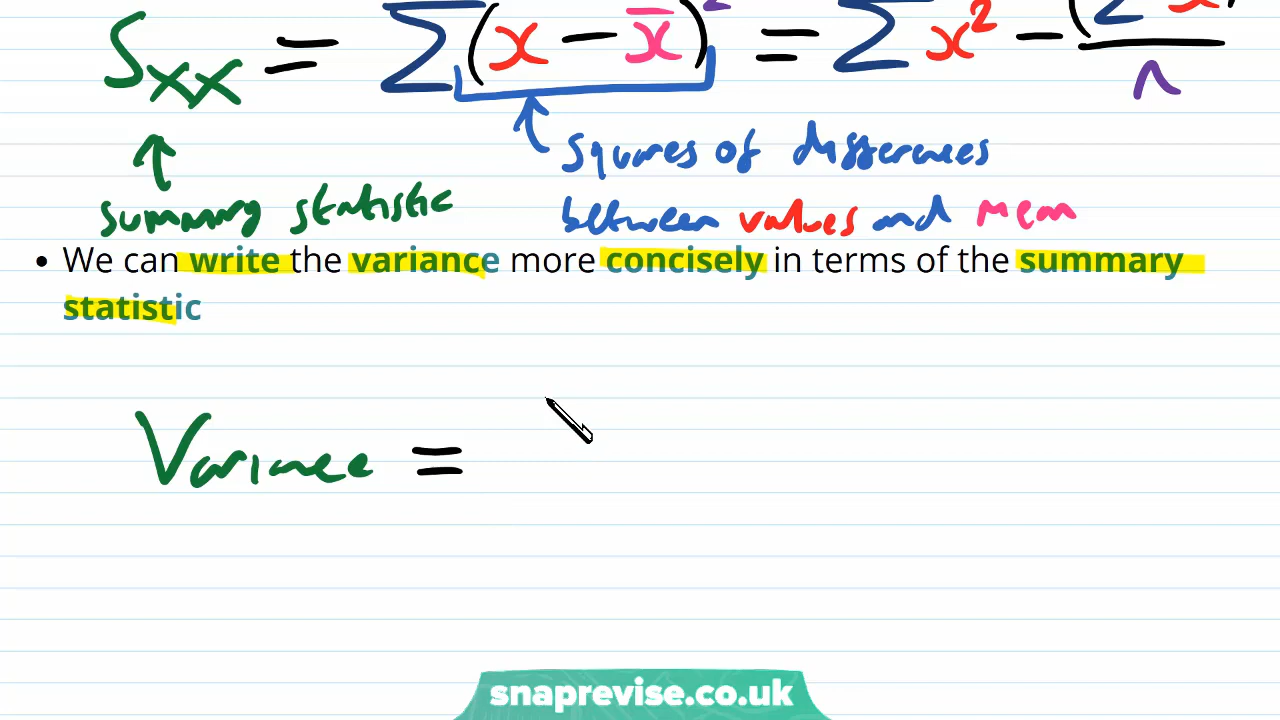 Sxx = Σ(x − x̄)² = Σx² − (Σx)²/n
squares of differences
summary statistic between values and mean
• We can write the variance more concisely in terms of the summary
statistic
Variance =
snaprevise.co.uk